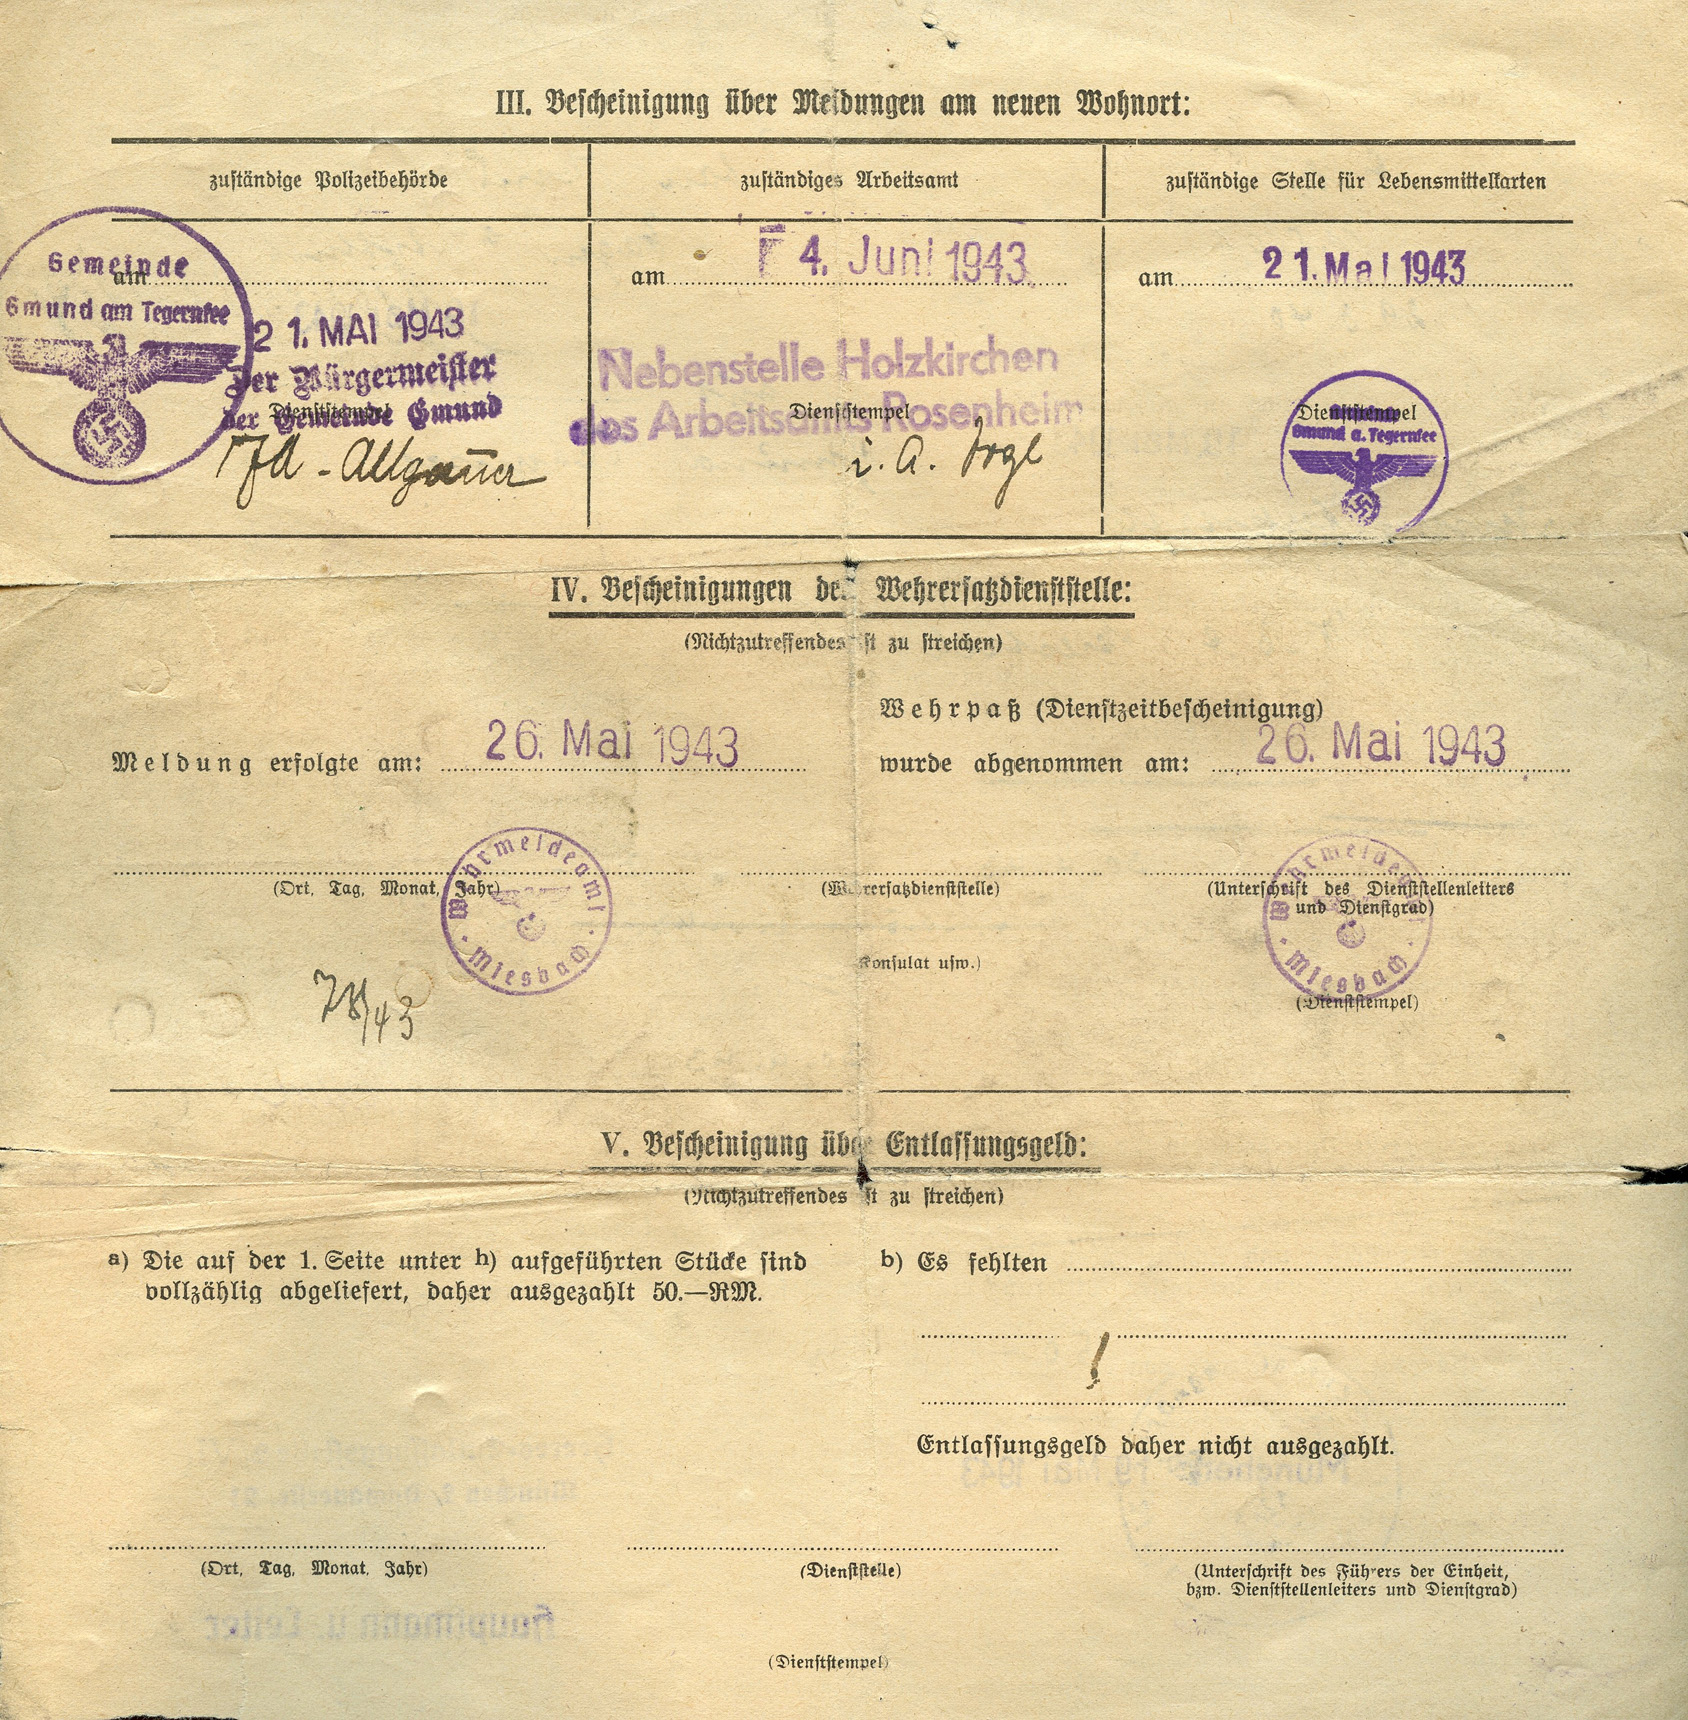 III. Bescheinigung über Meldungen am neuen Wohnort:
zuständige Polizeibehörde
zuständiges Arbeitsamt
zuständige Stelle für Lebensmittelkarten
Gemeinde
Gmund am Tegernsee
am
21. MAI 1943
Der Bürgermeister
der Gemeinde Gmund
Dienststempel
am
4. Juni 1943
Nebenstelle Holzkirchen
des Arbeitsamts Rosenheim
Dienststempel
i. A.
am
21. Mai 1943
Dienststempel
Gmund a. Tegernsee
IV. Bescheinigungen der Wehrersatzdienststelle:
(Nichtzutreffendes ist zu streichen)
Meldung erfolgte am: 26. Mai 1943
Wehrpaß (Dienstzeitbescheinigung)
wurde abgenommen am: 26. Mai 1943
(Ort, Tag, Monat, Jahr)
Wehrmeldeamt
Miesbach
(Wehrersatzdienststelle)
Konsulat usw.)
(Unterschrift des Dienststellenleiters
und Dienstgrad)
Wehrmeldeamt
Miesbach
(Dienststempel)
V. Bescheinigung über Entlassungsgeld:
(Nichtzutreffendes ist zu streichen)
a) Die auf der 1. Seite unter h) aufgeführten Stücke sind
vollzählig abgeliefert, daher ausgezahlt 50.—RM.
b) Es fehlten
Entlassungsgeld daher nicht ausgezahlt.
(Ort, Tag, Monat, Jahr)
(Dienststelle)
(Unterschrift des Führers der Einheit,
bzw. Dienststellenleiters und Dienstgrad)
(Dienststempel)